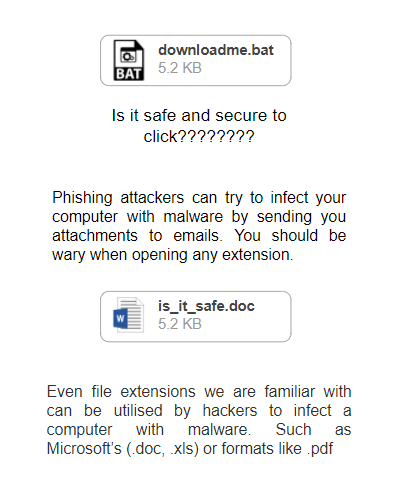 BAT
downloadme.bat
5.2 KB
Is it safe and secure to
click????????
Phishing attackers can try to infect your
computer with malware by sending you
attachments to emails. You should be
wary when opening any extension.
W
is_it_safe.doc
5.2 KB
Even file extensions we are familiar with
can be utilised by hackers to infect a
computer with malware. Such as
Microsoft's (.doc, .xls) or formats like .pdf